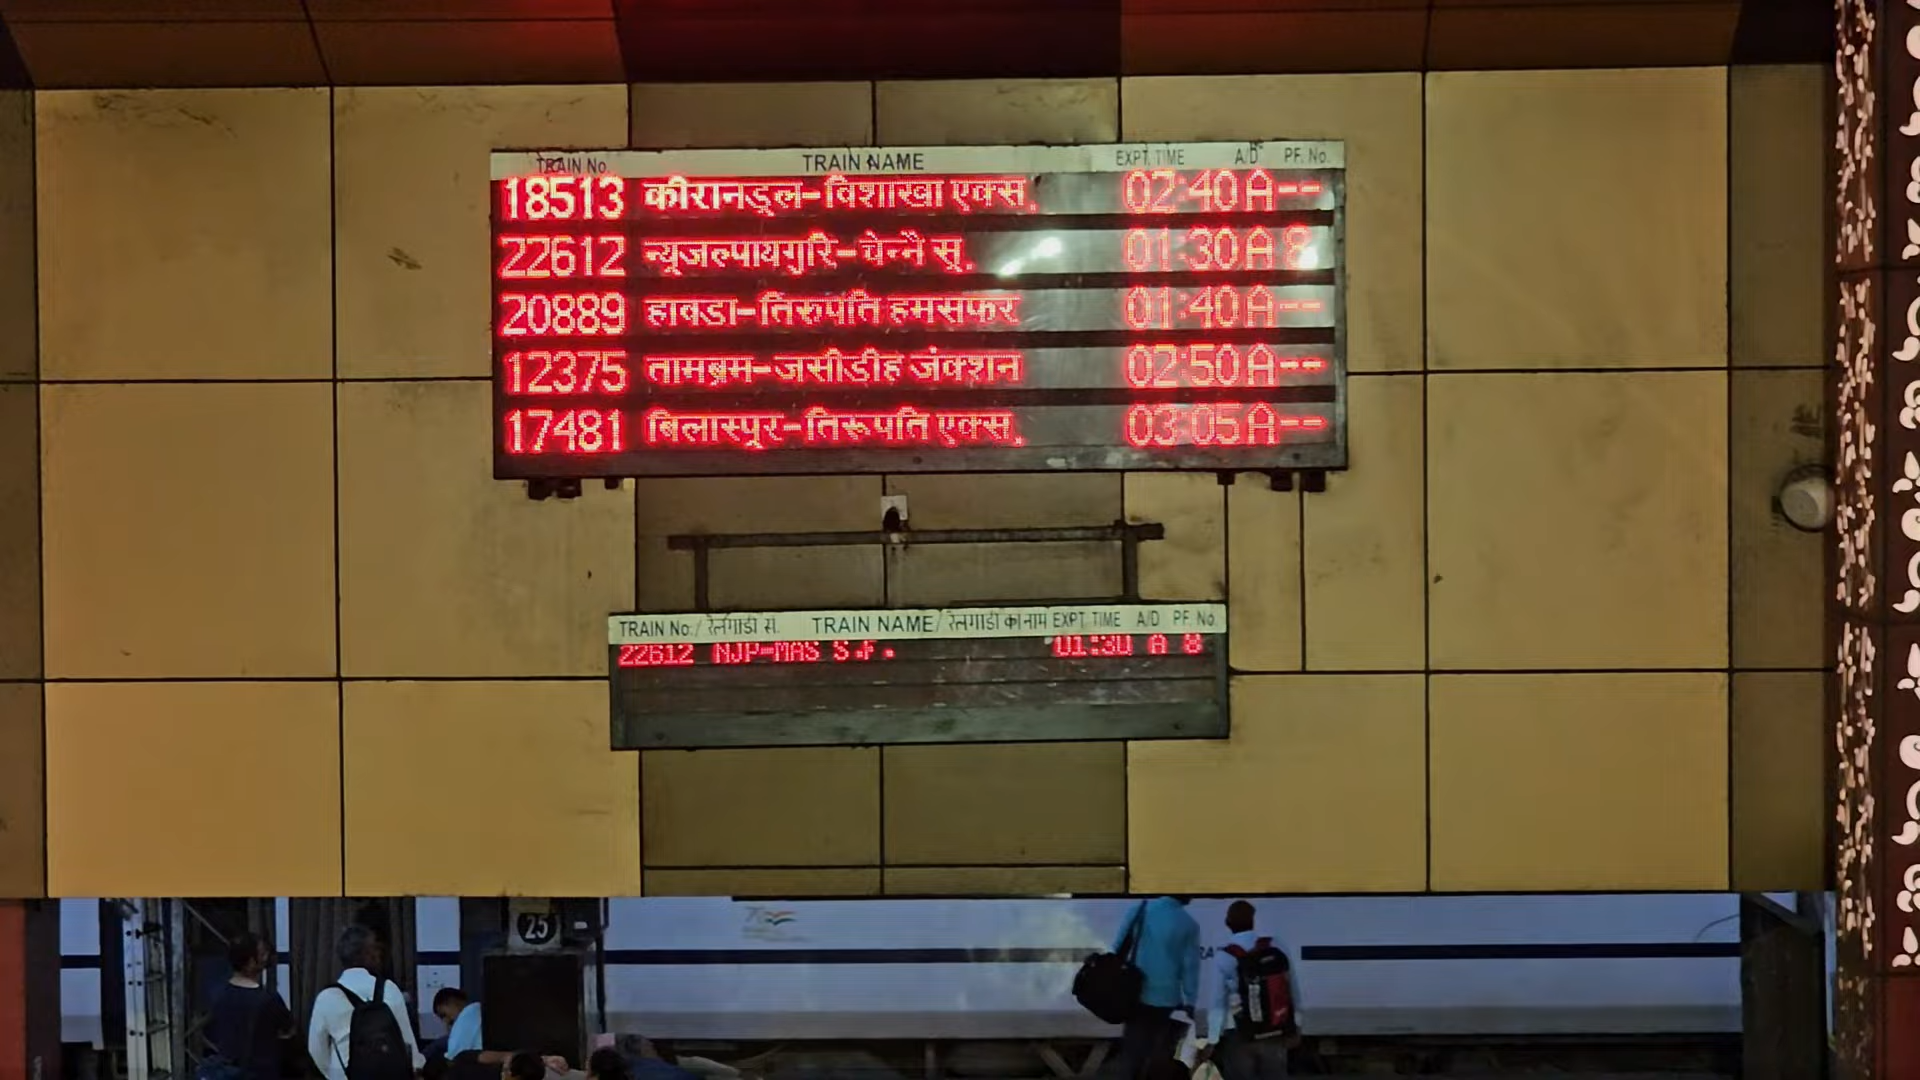 TRAIN No. TRAIN NAME EXPT. TIME A/D PF. No.
18513 कीरानडूल-विशाखा एक्स. 02:40 A --
22612 न्यूजल्पायगुरि-चेन्नै सू. 01:30 A 8
20889 हावडा-तिरुपति हमसफर 01:40 A --
12375 तामब्रम-जसीडीह जंक्शन 02:50 A --
17481 बिलास्पूर-तिरूपति एक्स. 03:05 A --
TRAIN No./ रेलगाडी सं. TRAIN NAME/ रेलगाडी का नाम EXPT. TIME A/D PF. No.
22612 NJP-MAS S.F. 01:30 A 8
25